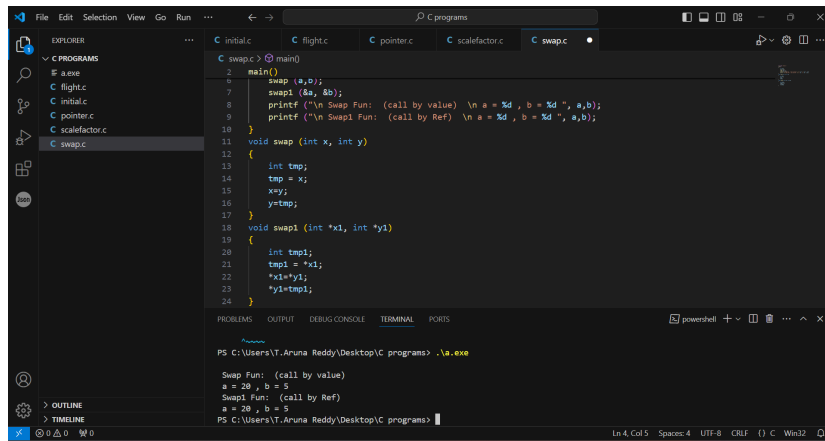 File Edit Selection View Go Run ··· C programs
EXPLORER ···
C PROGRAMS
a.exe
C flight.c
C initial.c
C pointer.c
C scalefactor.c
C swap.c
OUTLINE
TIMELINE
Json
C initial.c C flight.c C pointer.c C scalefactor.c C swap.c ●
C swap.c > main()
2 main()
6 swap (a,b);
7 swap1 (&a, &b);
8 printf ("\n Swap Fun:  (call by value)  \n a = %d , b = %d ", a,b);
9 printf ("\n Swap1 Fun:  (call by Ref)  \n a = %d , b = %d ", a,b);
10 }
11 void swap (int x, int y)
12 {
13 int tmp;
14 tmp = x;
15 x=y;
16 y=tmp;
17 }
18 void swap1 (int *x1, int *y1)
19 {
20 int tmp1;
21 tmp1 = *x1;
22 *x1=*y1;
23 *y1=tmp1;
24 }
PROBLEMS OUTPUT DEBUG CONSOLE TERMINAL PORTS powershell
^~~~~
PS C:\Users\T.Aruna Reddy\Desktop\C programs> .\a.exe
Swap Fun:  (call by value)
a = 20 , b = 5
Swap1 Fun:  (call by Ref)
a = 20 , b = 5
PS C:\Users\T.Aruna Reddy\Desktop\C programs>
0 0 0 Ln 4, Col 5 Spaces: 4 UTF-8 CRLF {} C Win32